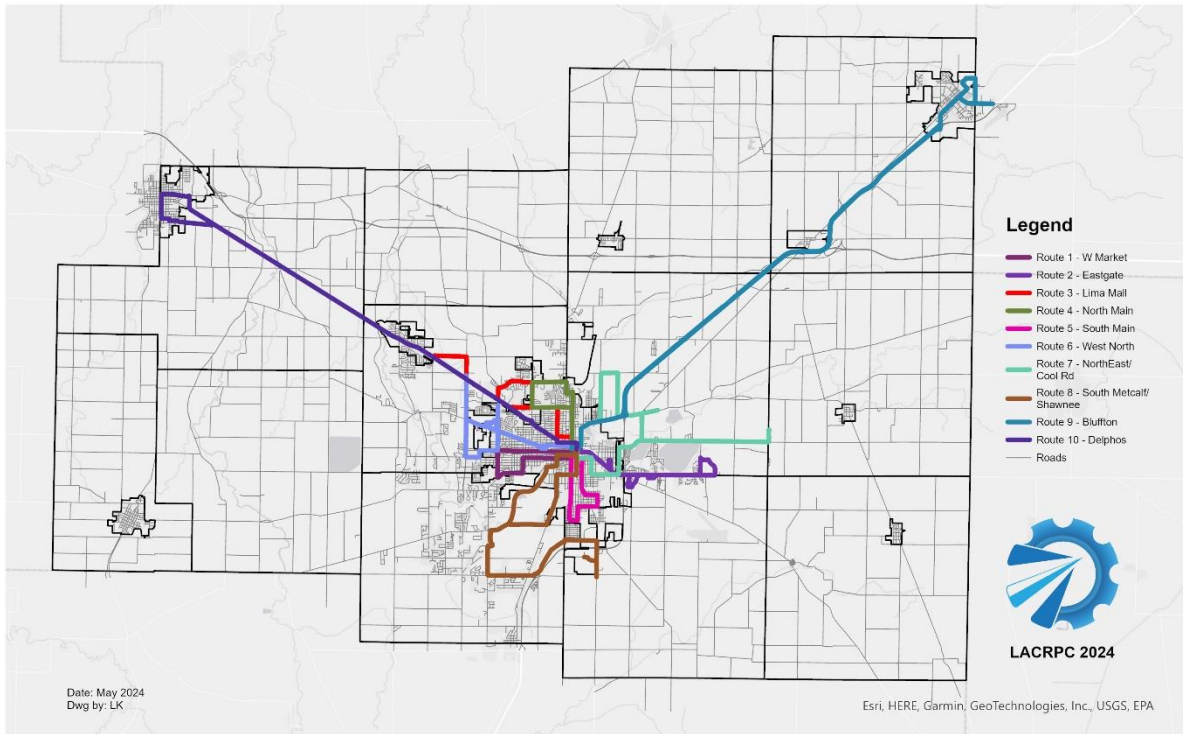 Legend
Route 1 - W Market
Route 2 - Eastgate
Route 3 - Lima Mall
Route 4 - North Main
Route 5 - South Main
Route 6 - West North
Route 7 - NorthEast/
Cool Rd
Route 8 - South Metcalf/
Shawnee
Route 9 - Bluffton
Route 10 - Delphos
Roads
LACRPC 2024
Date: May 2024
Dwg by: LK
Esri, HERE, Garmin, GeoTechnologies, Inc., USGS, EPA